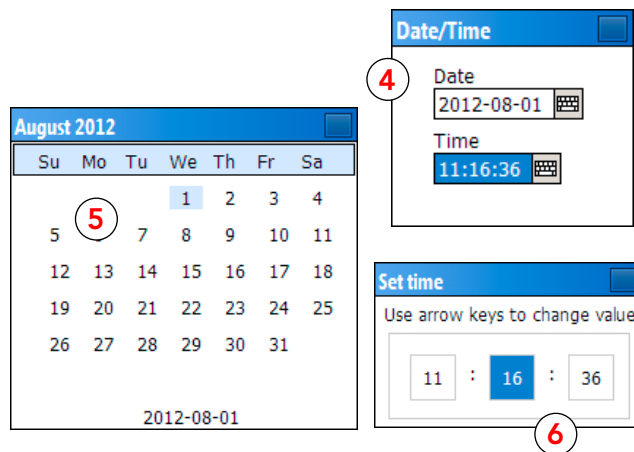 Date/Time
4
Date
2012-08-01
Time
11:16:36
August 2012
Su Mo Tu We Th Fr Sa
1 2 3 4
5 7 8 9 10 11
5
12 13 14 15 16 17 18
19 20 21 22 23 24 25
26 27 28 29 30 31
2012-08-01
Set time
Use arrow keys to change value
11 : 16 : 36
6